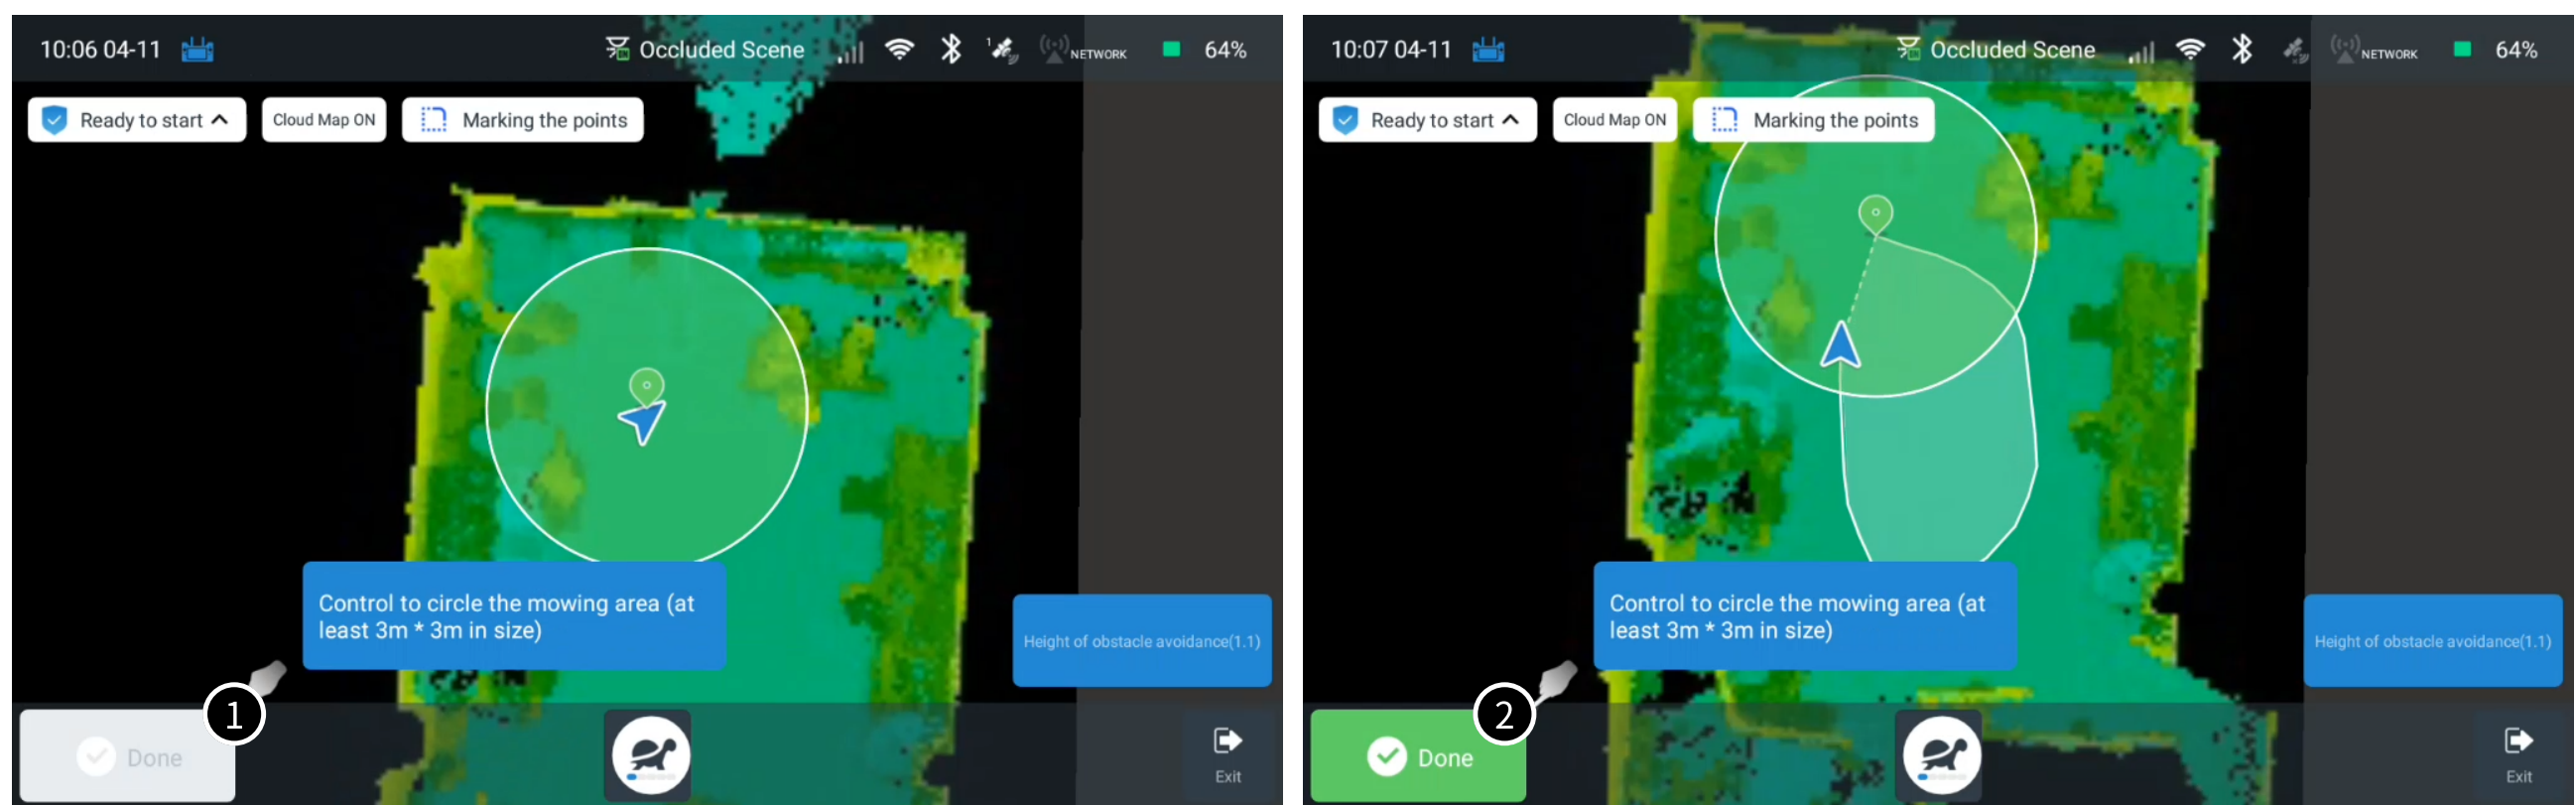 10:06 04-11
Occluded Scene
1
NETWORK
64%
Ready to start
Cloud Map ON
Marking the points
Control to circle the mowing area (at
least 3m * 3m in size)
Height of obstacle avoidance(1.1)
1
Done
Exit
10:07 04-11
Occluded Scene
NETWORK
64%
Ready to start
Cloud Map ON
Marking the points
Control to circle the mowing area (at
least 3m * 3m in size)
Height of obstacle avoidance(1.1)
2
Done
Exit